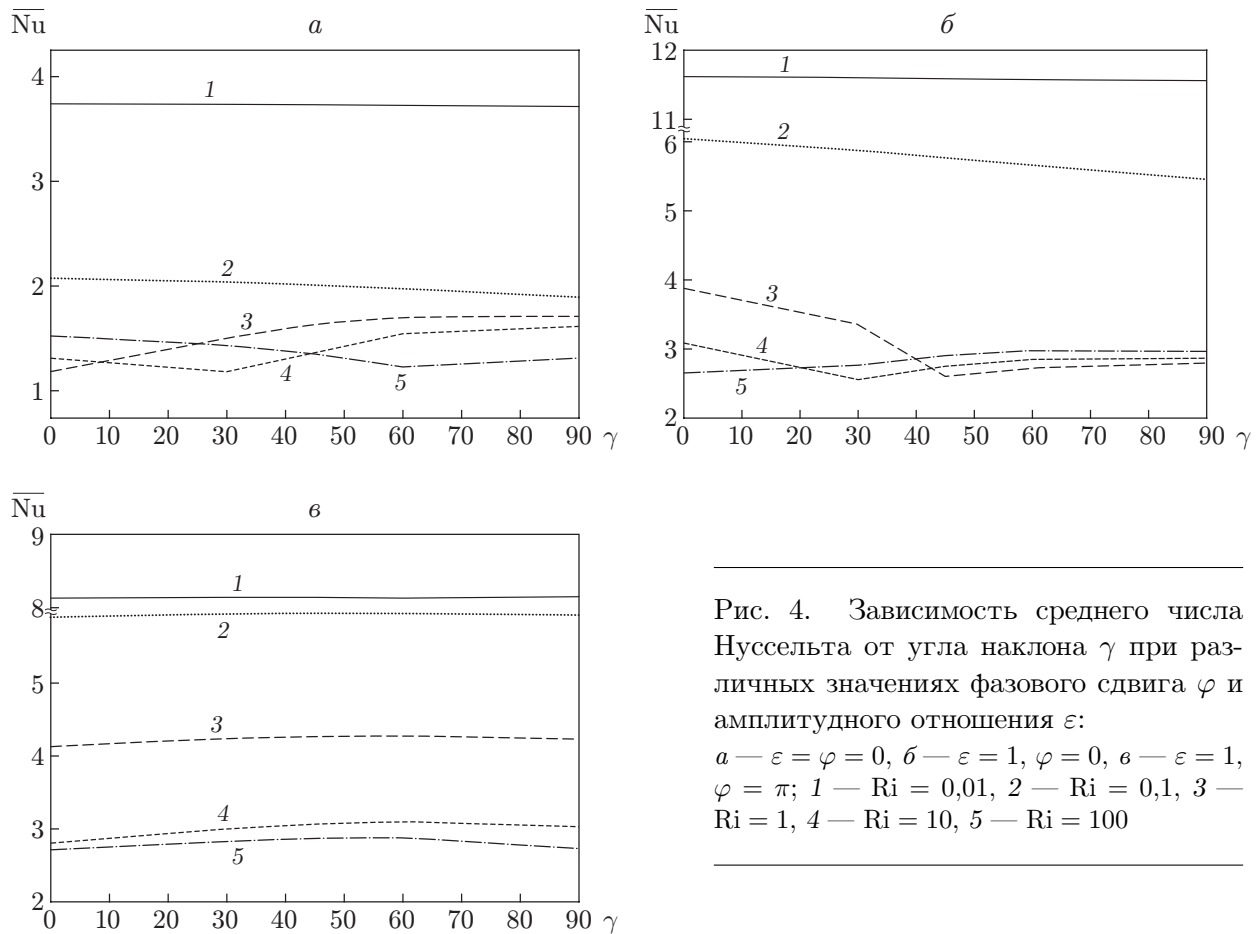 N̅u̅
а
4
3
2
1
1
2
3
4
5
0 10 20 30 40 50 60 70 80 90 γ
N̅u̅
б
12
11
6
5
4
3
2
1
2
3
4
5
0 10 20 30 40 50 60 70 80 90 γ
N̅u̅
в
9
8
5
4
3
2
1
2
3
4
5
0 10 20 30 40 50 60 70 80 90 γ
Рис. 4. Зависимость среднего числа
Нуссельта от угла наклона γ при раз-
личных значениях фазового сдвига φ и
амплитудного отношения ε:
а — ε = φ = 0, б — ε = 1, φ = 0, в — ε = 1,
φ = π; 1 — Ri = 0,01, 2 — Ri = 0,1, 3 —
Ri = 1, 4 — Ri = 10, 5 — Ri = 100